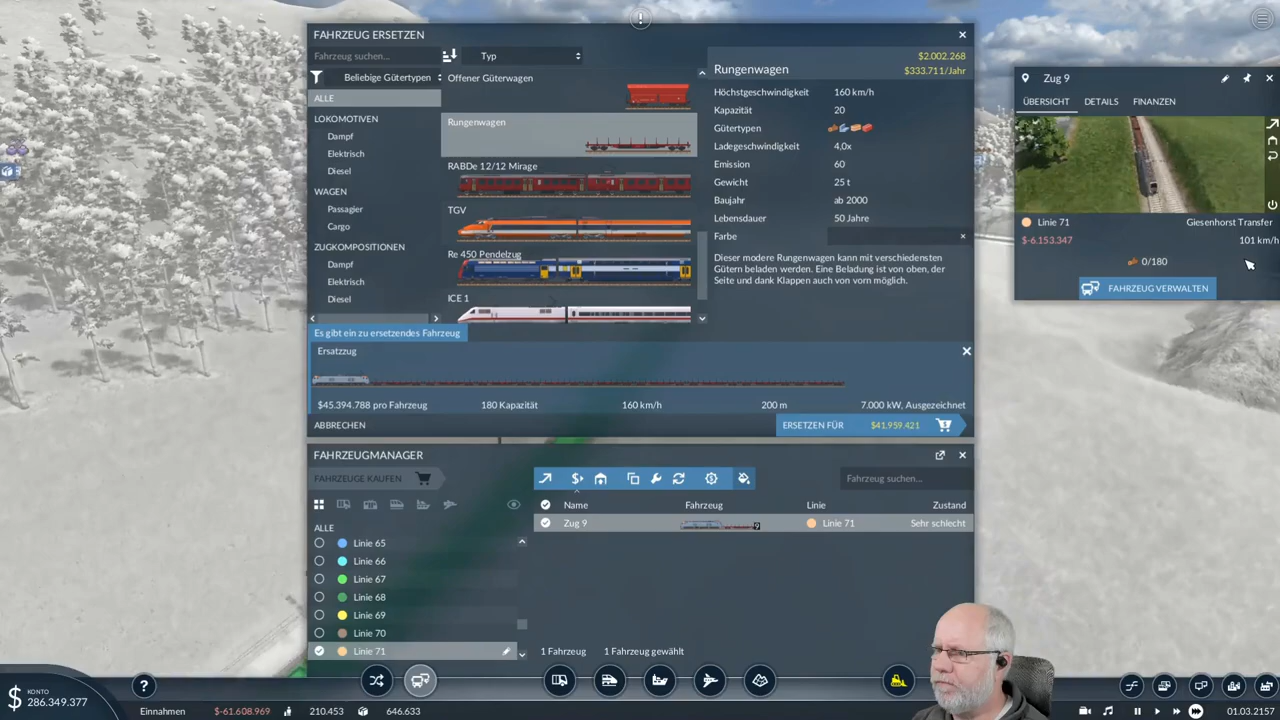 FAHRZEUG ERSETZEN
Fahrzeug suchen...
Typ
Beliebige Gütertypen
ALLE
LOKOMOTIVEN
Dampf
Elektrisch
Diesel
WAGEN
Passagier
Cargo
ZUGKOMPOSITIONEN
Dampf
Elektrisch
Diesel
Offener Güterwagen
Rungenwagen
RABDe 12/12 Mirage
TGV
Re 450 Pendelzug
ICE 1
$2.002.268
Rungenwagen
$333.711/Jahr
Höchstgeschwindigkeit 160 km/h
Kapazität 20
Gütertypen
Ladegeschwindigkeit 4,0x
Emission 60
Gewicht 25 t
Baujahr ab 2000
Lebensdauer 50 Jahre
Farbe
Dieser modere Rungenwagen kann mit verschiedensten
Gütern beladen werden. Eine Beladung ist von oben, der
Seite und dank Klappen auch von vorn möglich.
Es gibt ein zu ersetzendes Fahrzeug
Ersatzzug
$45.394.788 pro Fahrzeug 180 Kapazität 160 km/h 200 m 7.000 kW, Ausgezeichnet
ABBRECHEN
ERSETZEN FÜR $41.959.421
Zug 9
ÜBERSICHT DETAILS FINANZEN
Linie 71 Giesenhorst Transfer
$-6.153.347 101 km/h
0/180
FAHRZEUG VERWALTEN
FAHRZEUGMANAGER
FAHRZEUGE KAUFEN
Fahrzeug suchen...
ALLE
Linie 65
Linie 66
Linie 67
Linie 68
Linie 69
Linie 70
Linie 71
Name Fahrzeug Linie Zustand
Zug 9 9 Linie 71 Sehr schlecht
1 Fahrzeug 1 Fahrzeug gewählt
KONTO
$ 286.349.377
?
Einnahmen $-61.608.969 210.453 646.633
01.03.2157